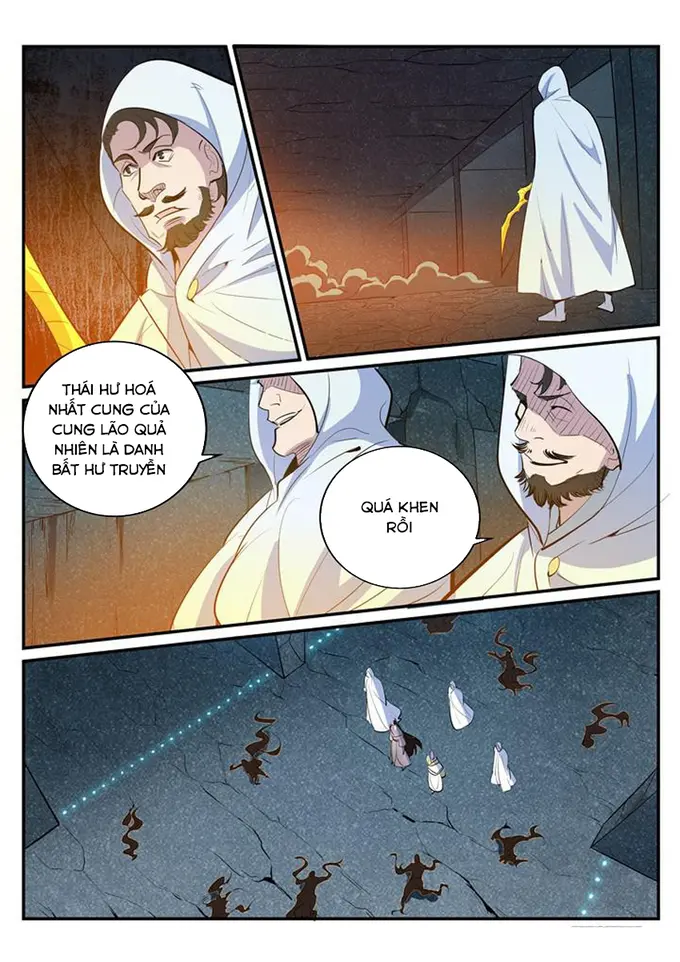 THÁI HƯ HOÁ
NHẤT CUNG CỦA
CUNG LÃO QUẢ
NHIÊN LÀ DANH
BẤT HƯ TRUYỀN
QUÁ KHEN
RỒI